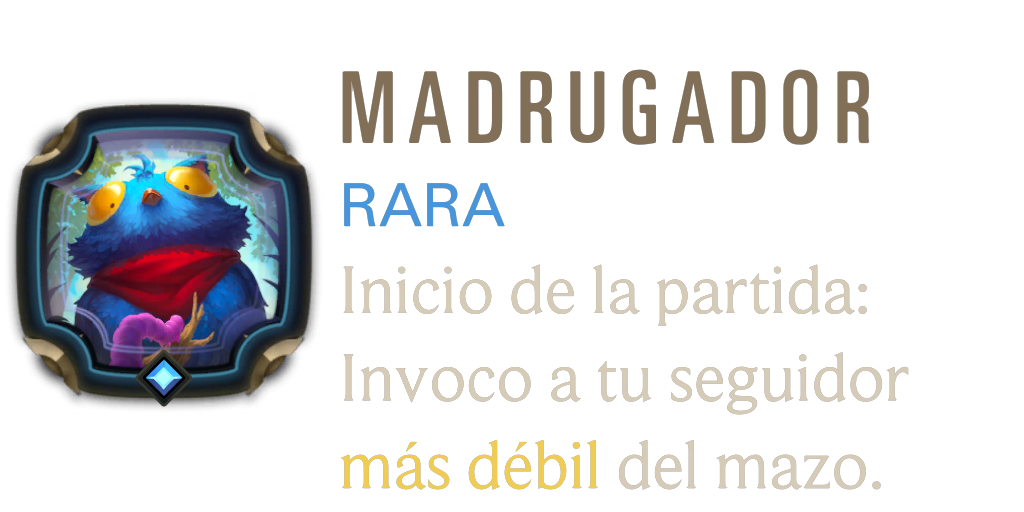 MADRUGADOR
RARA
Inicio de la partida:
Invoco a tu seguidor
más débil del mazo.